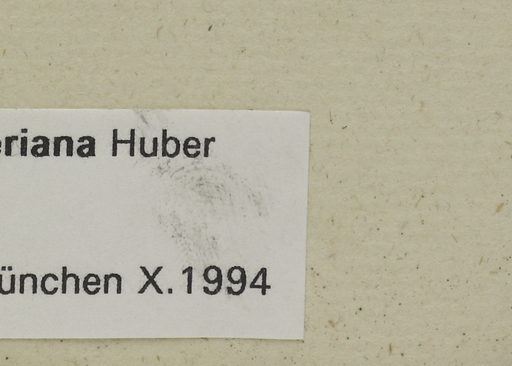 eriana Huber
ünchen X.1994